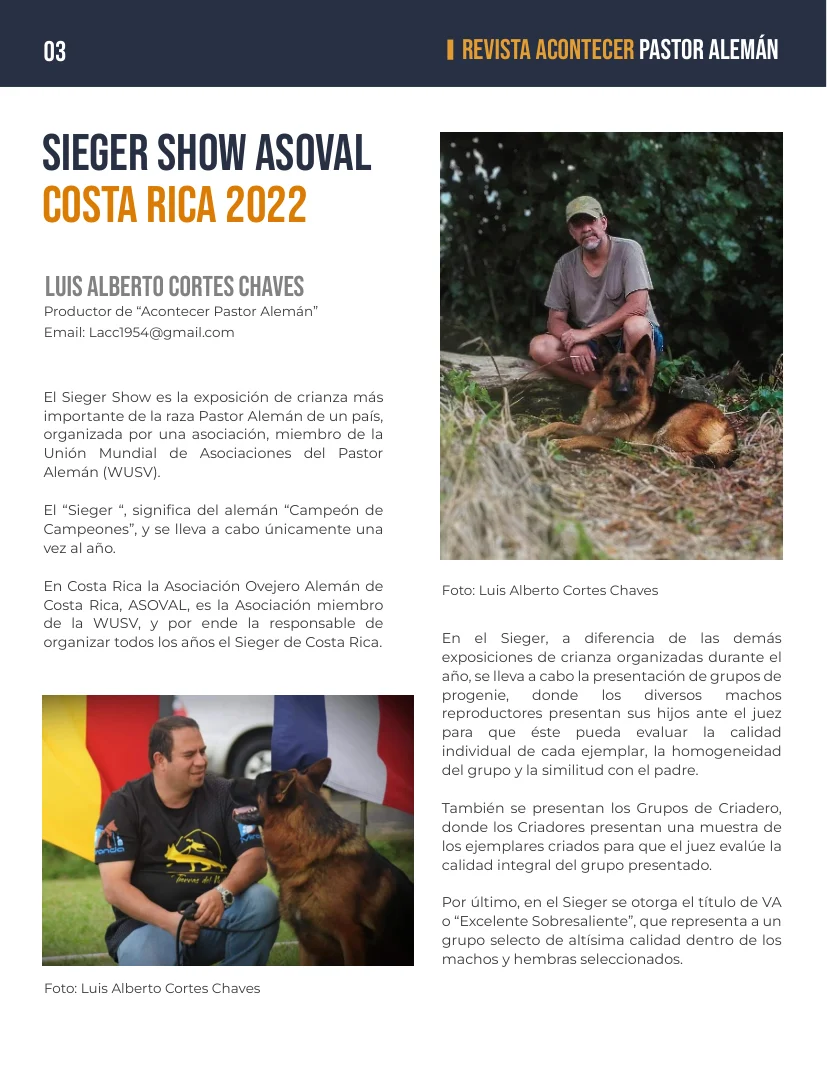 03
REVISTA ACONTECER PASTOR ALEMÁN
SIEGER SHOW ASOVAL
COSTA RICA 2022
LUIS ALBERTO CORTES CHAVES
Productor de “Acontecer Pastor Alemán”
Email: Lacc1954@gmail.com
El Sieger Show es la exposición de crianza más
importante de la raza Pastor Alemán de un país,
organizada por una asociación, miembro de la
Unión Mundial de Asociaciones del Pastor
Alemán (WUSV).
El “Sieger “, significa del alemán “Campeón de
Campeones”, y se lleva a cabo únicamente una
vez al año.
En Costa Rica la Asociación Ovejero Alemán de
Costa Rica, ASOVAL, es la Asociación miembro
de la WUSV, y por ende la responsable de
organizar todos los años el Sieger de Costa Rica.
Foto: Luis Alberto Cortes Chaves
Foto: Luis Alberto Cortes Chaves
En el Sieger, a diferencia de las demás
exposiciones de crianza organizadas durante el
año, se lleva a cabo la presentación de grupos de
progenie, donde los diversos machos
reproductores presentan sus hijos ante el juez
para que éste pueda evaluar la calidad
individual de cada ejemplar, la homogeneidad
del grupo y la similitud con el padre.
También se presentan los Grupos de Criadero,
donde los Criadores presentan una muestra de
los ejemplares criados para que el juez evalúe la
calidad integral del grupo presentado.
Por último, en el Sieger se otorga el título de VA
o “Excelente Sobresaliente”, que representa a un
grupo selecto de altísima calidad dentro de los
machos y hembras seleccionados.